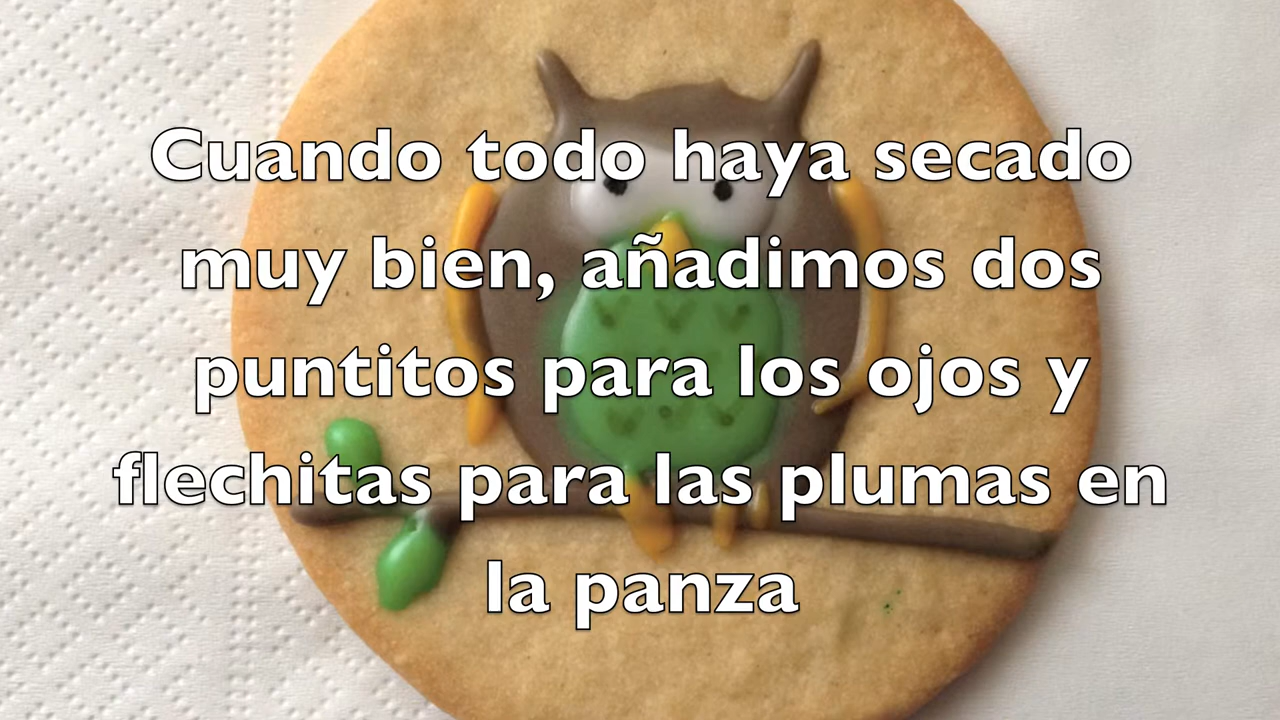 Cuando todo haya secado
muy bien, añadimos dos
puntitos para los ojos y
flechitas para las plumas en
la panza